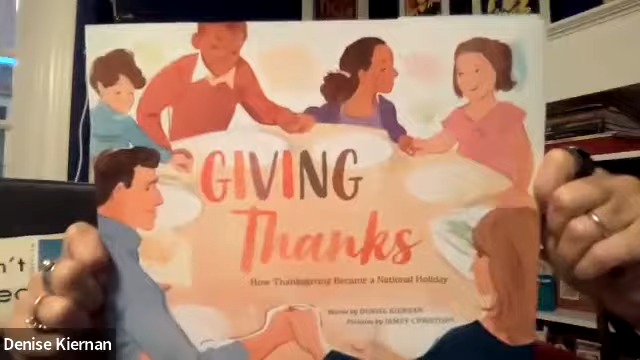 GIVING
Thanks
How Thanksgiving Became a National Holiday
Words by DENISE KIERNAN
Pictures by JAMEY CHRISTOPH
n't
Denise Kiernan